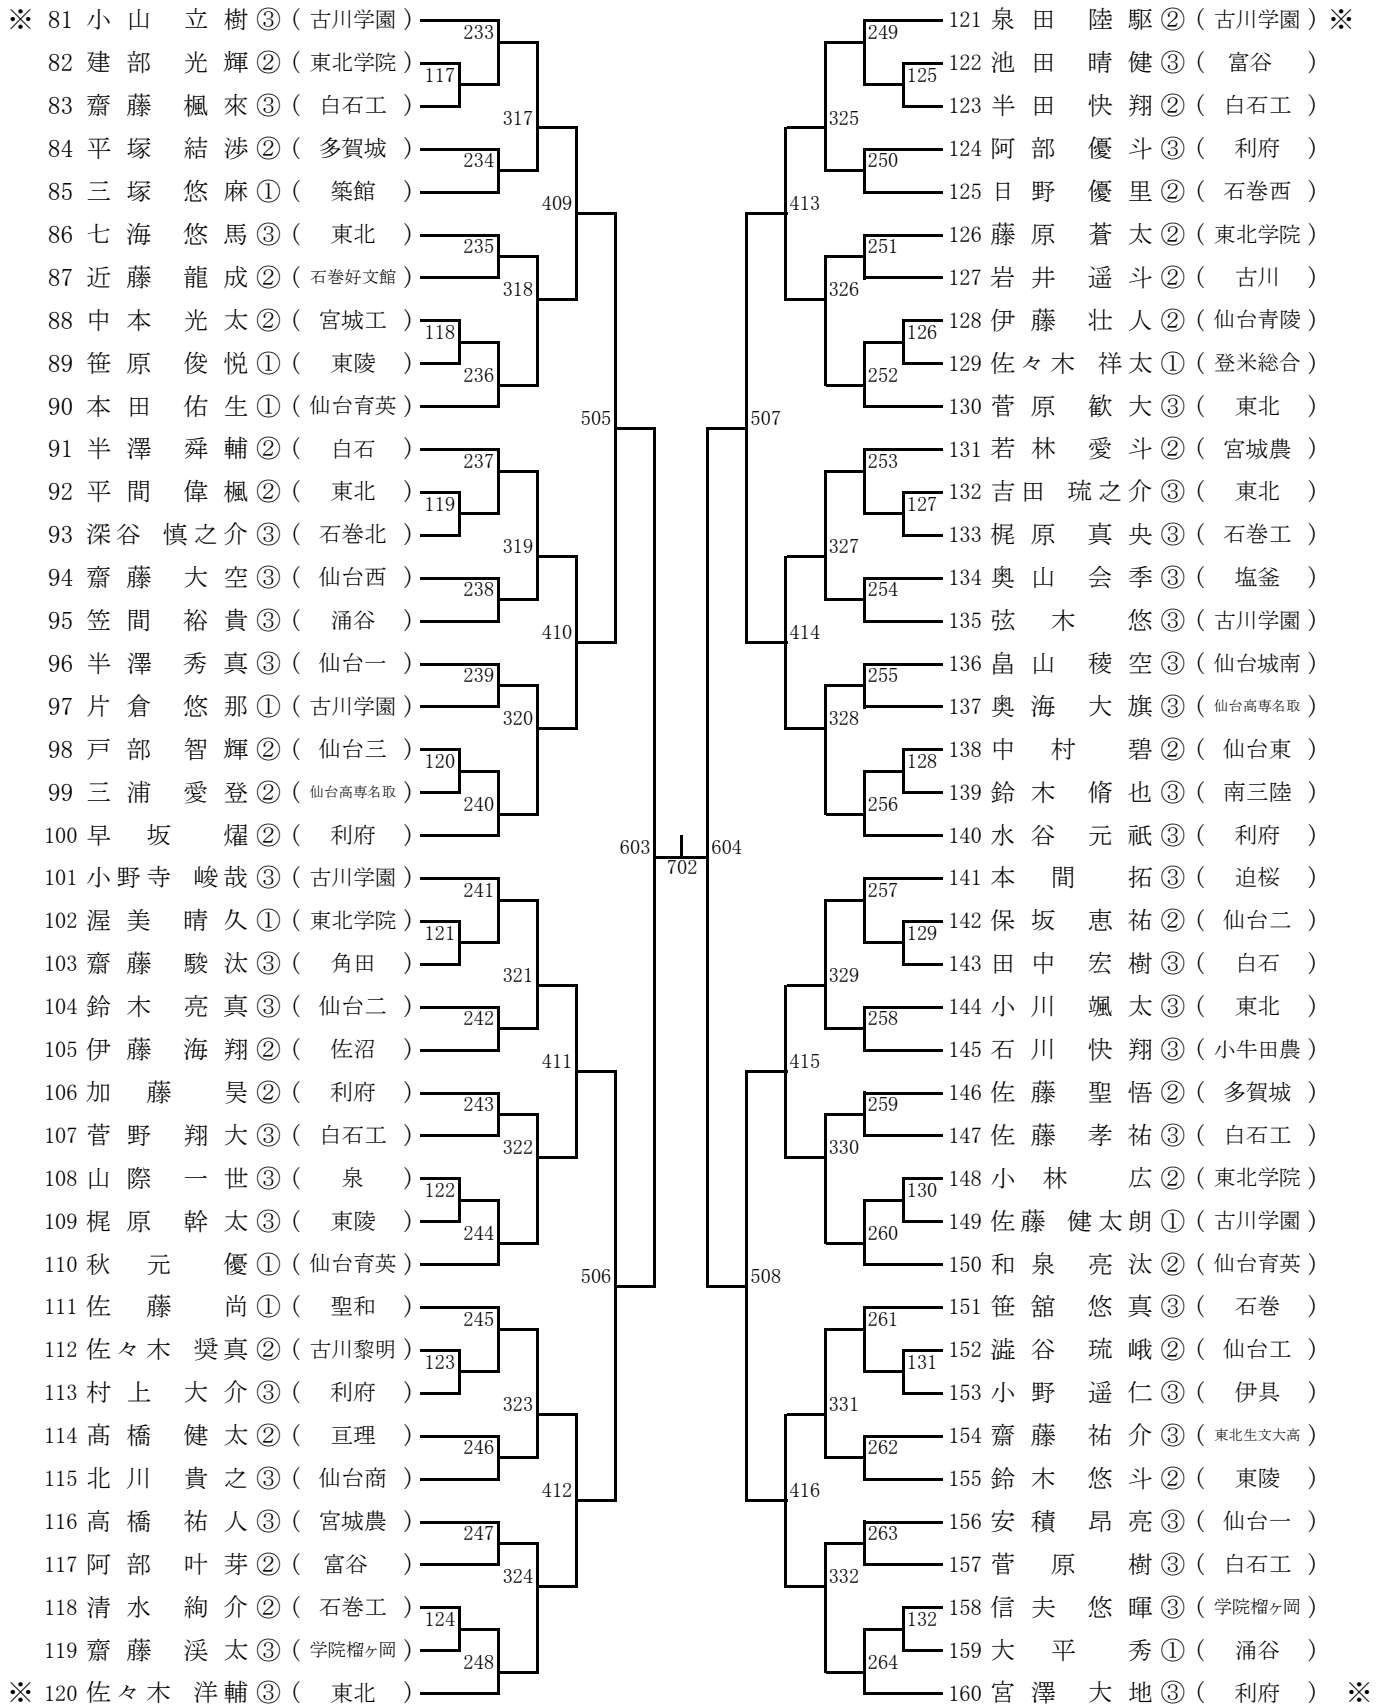 ※ 81 小山 立樹③(古川学園)
82 建部 光輝②(東北学院)
83 齋藤 楓來③(白石工)
84 平塚 結渉②(多賀城)
85 三塚 悠麻①(築館)
86 七海 悠馬③(東北)
87 近藤 龍成②(石巻好文館)
88 中本 光太②(宮城工)
89 笹原 俊悦①(東陵)
90 本田 佑生①(仙台育英)
91 半澤 舜輔②(白石)
92 平間 偉楓②(東北)
93 深谷 慎之介③(石巻北)
94 齋藤 大空③(仙台西)
95 笠間 裕貴③(涌谷)
96 半澤 秀真③(仙台一)
97 片倉 悠那①(古川学園)
98 戸部 智輝②(仙台三)
99 三浦 愛登②(仙台高専名取)
100 早坂 燿②(利府)
101 小野寺 峻哉③(古川学園)
102 渥美 晴久①(東北学院)
103 齋藤 駿汰③(角田)
104 鈴木 亮真③(仙台二)
105 伊藤 海翔②(佐沼)
106 加藤 昊②(利府)
107 菅野 翔大③(白石工)
108 山際 一世③(泉)
109 梶原 幹太③(東陵)
110 秋元 優①(仙台育英)
111 佐藤 尚①(聖和)
112 佐々木 奨真②(古川黎明)
113 村上 大介③(利府)
114 髙橋 健太②(亘理)
115 北川 貴之③(仙台商)
116 高橋 祐人③(宮城農)
117 阿部 叶芽②(富谷)
118 清水 絢介②(石巻工)
119 齋藤 渓太③(学院榴ヶ岡)
※ 120 佐々木 洋輔③(東北)
233
117
317
234
409
235
318
118
236
505
237
119
319
238
410
239
320
120
240
603
241
121
321
242
411
243
322
122
244
506
245
123
323
246
412
247
324
124
248
702
249
125
325
250
413
251
326
126
252
507
253
127
327
254
414
255
328
128
256
604
257
129
329
258
415
259
330
130
260
508
261
131
331
262
416
263
332
132
264
121 泉田 陸駆②(古川学園)※
122 池田 晴健③(富谷)
123 半田 快翔②(白石工)
124 阿部 優斗③(利府)
125 日野 優里②(石巻西)
126 藤原 蒼太②(東北学院)
127 岩井 遥斗②(古川)
128 伊藤 壮人②(仙台青陵)
129 佐々木 祥太①(登米総合)
130 菅原 歓大③(東北)
131 若林 愛斗②(宮城農)
132 吉田 琉之介③(東北)
133 梶原 真央③(石巻工)
134 奥山 会季③(塩釜)
135 弦木 悠③(古川学園)
136 畠山 稜空③(仙台城南)
137 奥海 大旗③(仙台高専名取)
138 中村 碧②(仙台東)
139 鈴木 脩也③(南三陸)
140 水谷 元祇③(利府)
141 本間 拓③(迫桜)
142 保坂 恵祐②(仙台二)
143 田中 宏樹③(白石)
144 小川 颯太③(東北)
145 石川 快翔③(小牛田農)
146 佐藤 聖悟②(多賀城)
147 佐藤 孝祐③(白石工)
148 小林 広②(東北学院)
149 佐藤 健太朗①(古川学園)
150 和泉 亮汰②(仙台育英)
151 笹舘 悠真③(石巻)
152 澁谷 琉峨②(仙台工)
153 小野 遥仁③(伊具)
154 齋藤 祐介③(東北生文大高)
155 鈴木 悠斗②(東陵)
156 安積 昂亮③(仙台一)
157 菅原 樹③(白石工)
158 信夫 悠暉③(学院榴ヶ岡)
159 大平 秀①(涌谷)
160 宮澤 大地③(利府)※